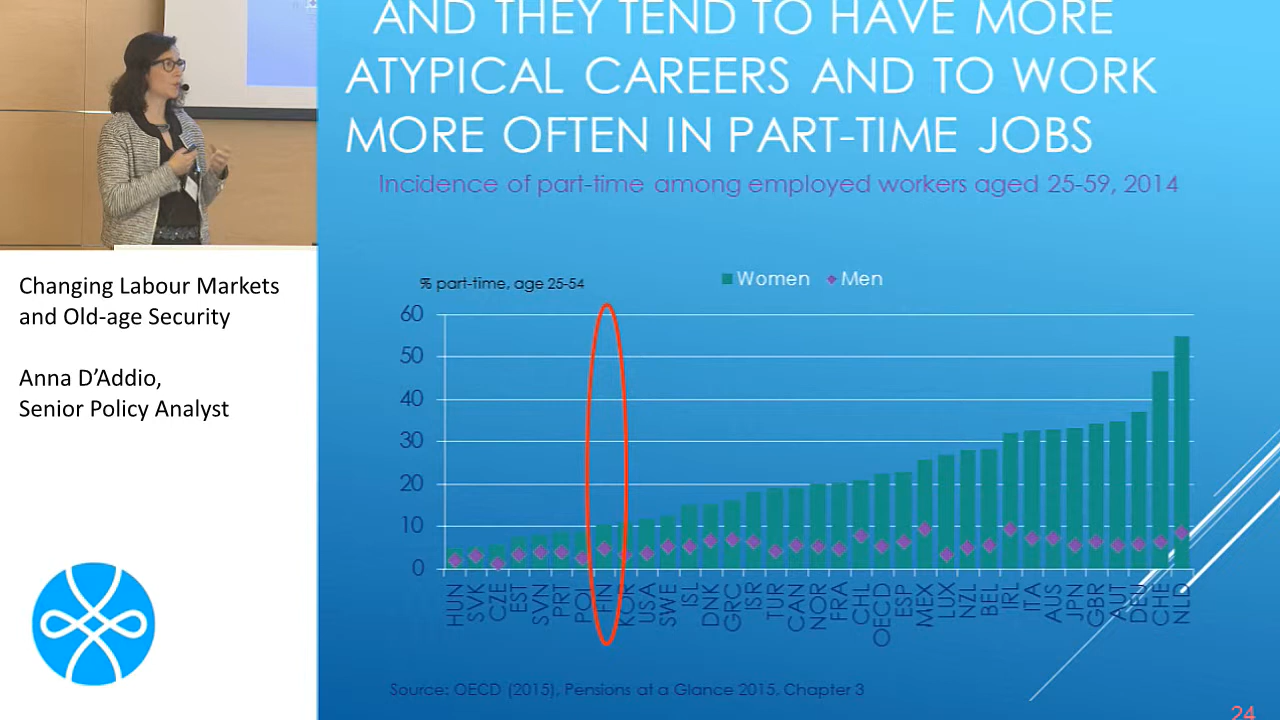 AND THEY TEND TO HAVE MORE
ATYPICAL CAREERS AND TO WORK
MORE OFTEN IN PART-TIME JOBS
Incidence of part-time among employed workers aged 25-59, 2014
Changing Labour Markets
and Old-age Security
Anna D’Addio,
Senior Policy Analyst
% part-time, age 25-54
Women Men
60
50
40
30
20
10
0
HUN SVK CZE EST SVN PRT POL FIN KOR USA SWE ISL DNK GRC ISR TUR CAN NOR FRA CHL OECD ESP MEX LUX NZL BEL IRL ITA AUS JPN GBR AUT DEU CHE NLD
Source: OECD (2015), Pensions at a Glance 2015, Chapter 3
24